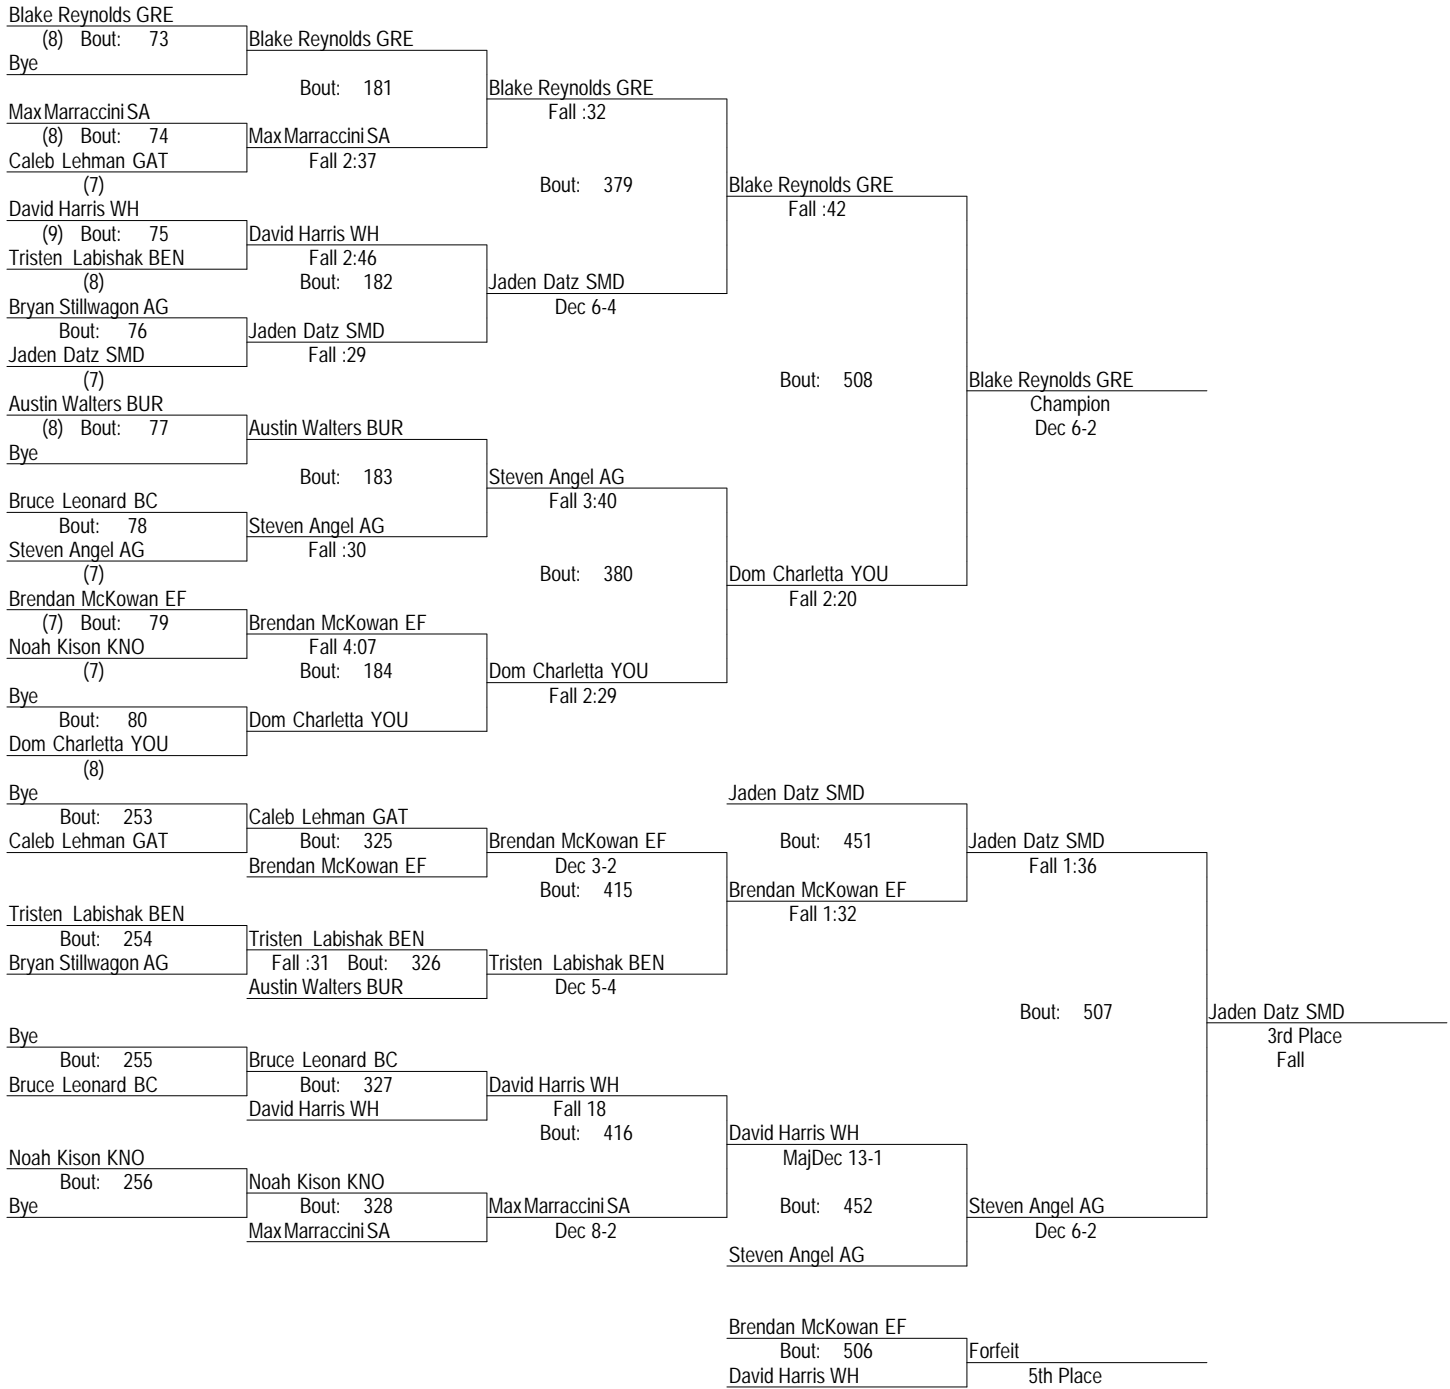 Blake Reynolds GRE
(8) Bout: 73 Blake Reynolds GRE
Bye
Bout: 181 Blake Reynolds GRE
Max Marraccini SA Fall :32
(8) Bout: 74 Max Marraccini SA
Caleb Lehman GAT Fall 2:37
(7) Bout: 379 Blake Reynolds GRE
David Harris WH Fall :42
(9) Bout: 75 David Harris WH
Tristen Labishak BEN Fall 2:46
(8) Bout: 182 Jaden Datz SMD
Bryan Stillwagon AG Dec 6-4
Bout: 76 Jaden Datz SMD
Jaden Datz SMD Fall :29
(7) Bout: 508 Blake Reynolds GRE
Austin Walters BUR Champion
(8) Bout: 77 Austin Walters BUR Dec 6-2
Bye
Bout: 183 Steven Angel AG
Bruce Leonard BC Fall 3:40
Bout: 78 Steven Angel AG
Steven Angel AG Fall :30
(7) Bout: 380 Dom Charletta YOU
Brendan McKowan EF Fall 2:20
(7) Bout: 79 Brendan McKowan EF
Noah Kison KNO Fall 4:07
(7) Bout: 184 Dom Charletta YOU
Bye Fall 2:29
Bout: 80 Dom Charletta YOU
Dom Charletta YOU
(8)
Bye Jaden Datz SMD
Bout: 253 Caleb Lehman GAT
Caleb Lehman GAT Bout: 325 Brendan McKowan EF Bout: 451 Jaden Datz SMD
Brendan McKowan EF Dec 3-2 Fall 1:36
Bout: 415 Brendan McKowan EF
Tristen Labishak BEN Fall 1:32
Bout: 254 Tristen Labishak BEN
Bryan Stillwagon AG Fall :31 Bout: 326 Tristen Labishak BEN
Austin Walters BUR Dec 5-4
Bout: 507 Jaden Datz SMD
Bye 3rd Place
Bout: 255 Bruce Leonard BC Fall
Bruce Leonard BC Bout: 327 David Harris WH
David Harris WH Fall 18
Bout: 416 David Harris WH
Noah Kison KNO MajDec 13-1
Bout: 256 Noah Kison KNO
Bye Bout: 328 Max Marraccini SA Bout: 452 Steven Angel AG
Max Marraccini SA Dec 8-2 Dec 6-2
Steven Angel AG
Brendan McKowan EF
Bout: 506 Forfeit
David Harris WH 5th Place